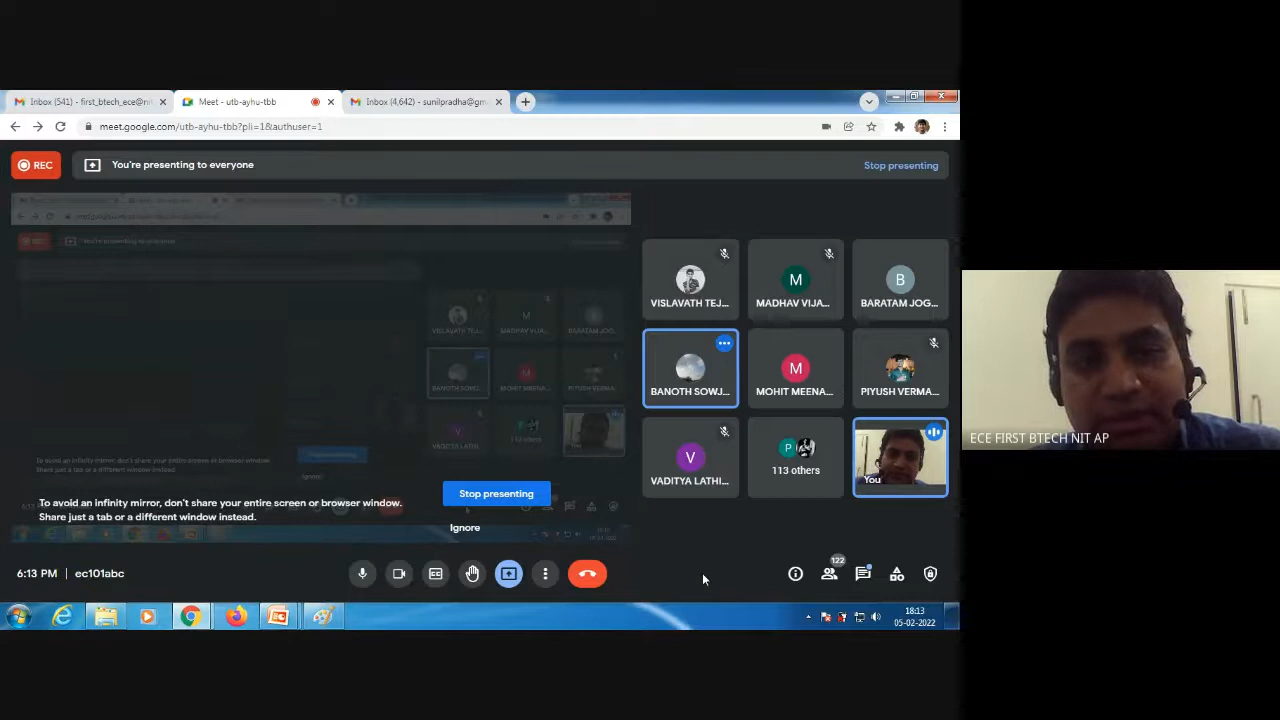 Inbox (541) - first_btech_ece@ni
Meet - utb-ayhu-tbb
Inbox (4,642) - sunilpradha@gm
meet.google.com/utb-ayhu-tbb?pli=1&authuser=1
REC
You're presenting to everyone
Stop presenting
VISLAVATH TEJ...
MADHAV VIJA...
BARATAM JOG...
BANOTH SOWJ...
MOHIT MEENA...
PIYUSH VERMA...
VADITYA LATHI...
113 others
You
M
B
M
V
P
ECE FIRST BTECH NIT AP
To avoid an infinity mirror, don't share your entire screen or browser window.
Share just a tab or a different window instead.
Stop presenting
Ignore
6:13 PM | ec101abc
122
18:13
05-02-2022